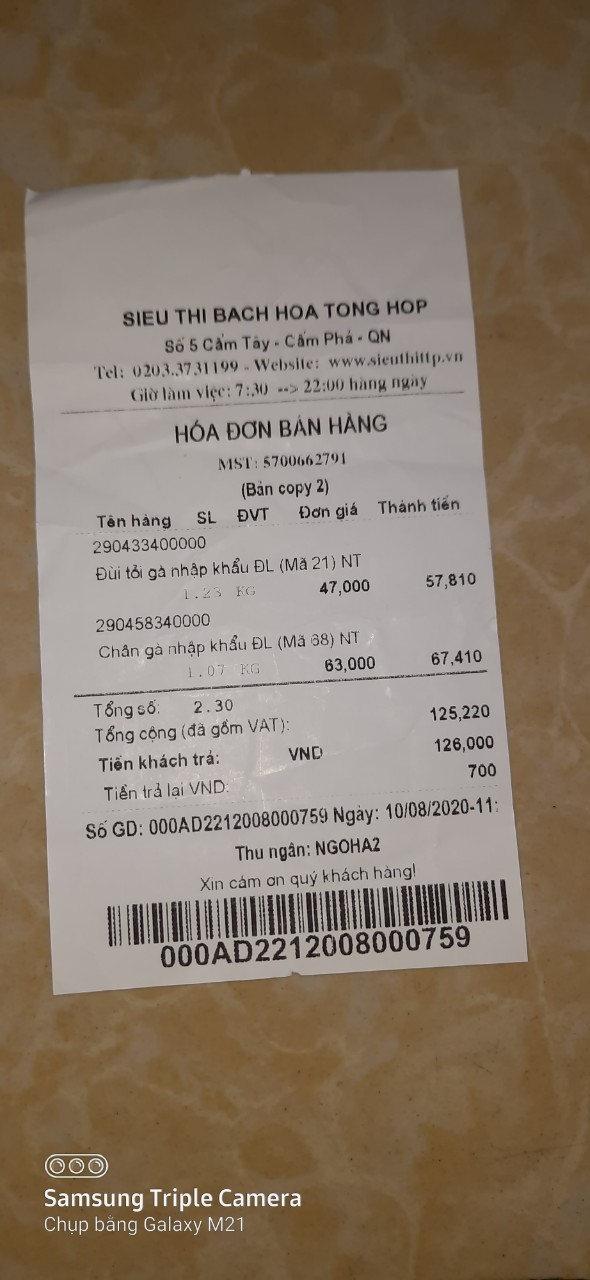 SIEU THI BACH HOA TONG HOP
Số 5 Cẩm Tây - Cẩm Phả - QN
Tel: 0203.3731199 - Website: www.sieuthittp.vn
Giờ làm việc: 7:30 --> 22:00 hàng ngày
HÓA ĐƠN BÁN HÀNG
MST: 5700662791
(Bản copy 2)
Tên hàng SL ĐVT Đơn giá Thành tiền
290433400000
Đùi tỏi gà nhập khẩu ĐL (Mã 21) NT
1.23 KG 47,000 57,810
290458340000
Chân gà nhập khẩu ĐL (Mã 68) NT
1.07 KG 63,000 67,410
Tổng số: 2.30
Tổng cộng (đã gồm VAT): 125,220
Tiền khách trả: VND 126,000
Tiền trả lại VND: 700
Số GD: 000AD2212008000759 Ngày: 10/08/2020-11:
Thu ngân: NGOHA2
Xin cám ơn quý khách hàng!
000AD2212008000759
Samsung Triple Camera
Chụp bằng Galaxy M21